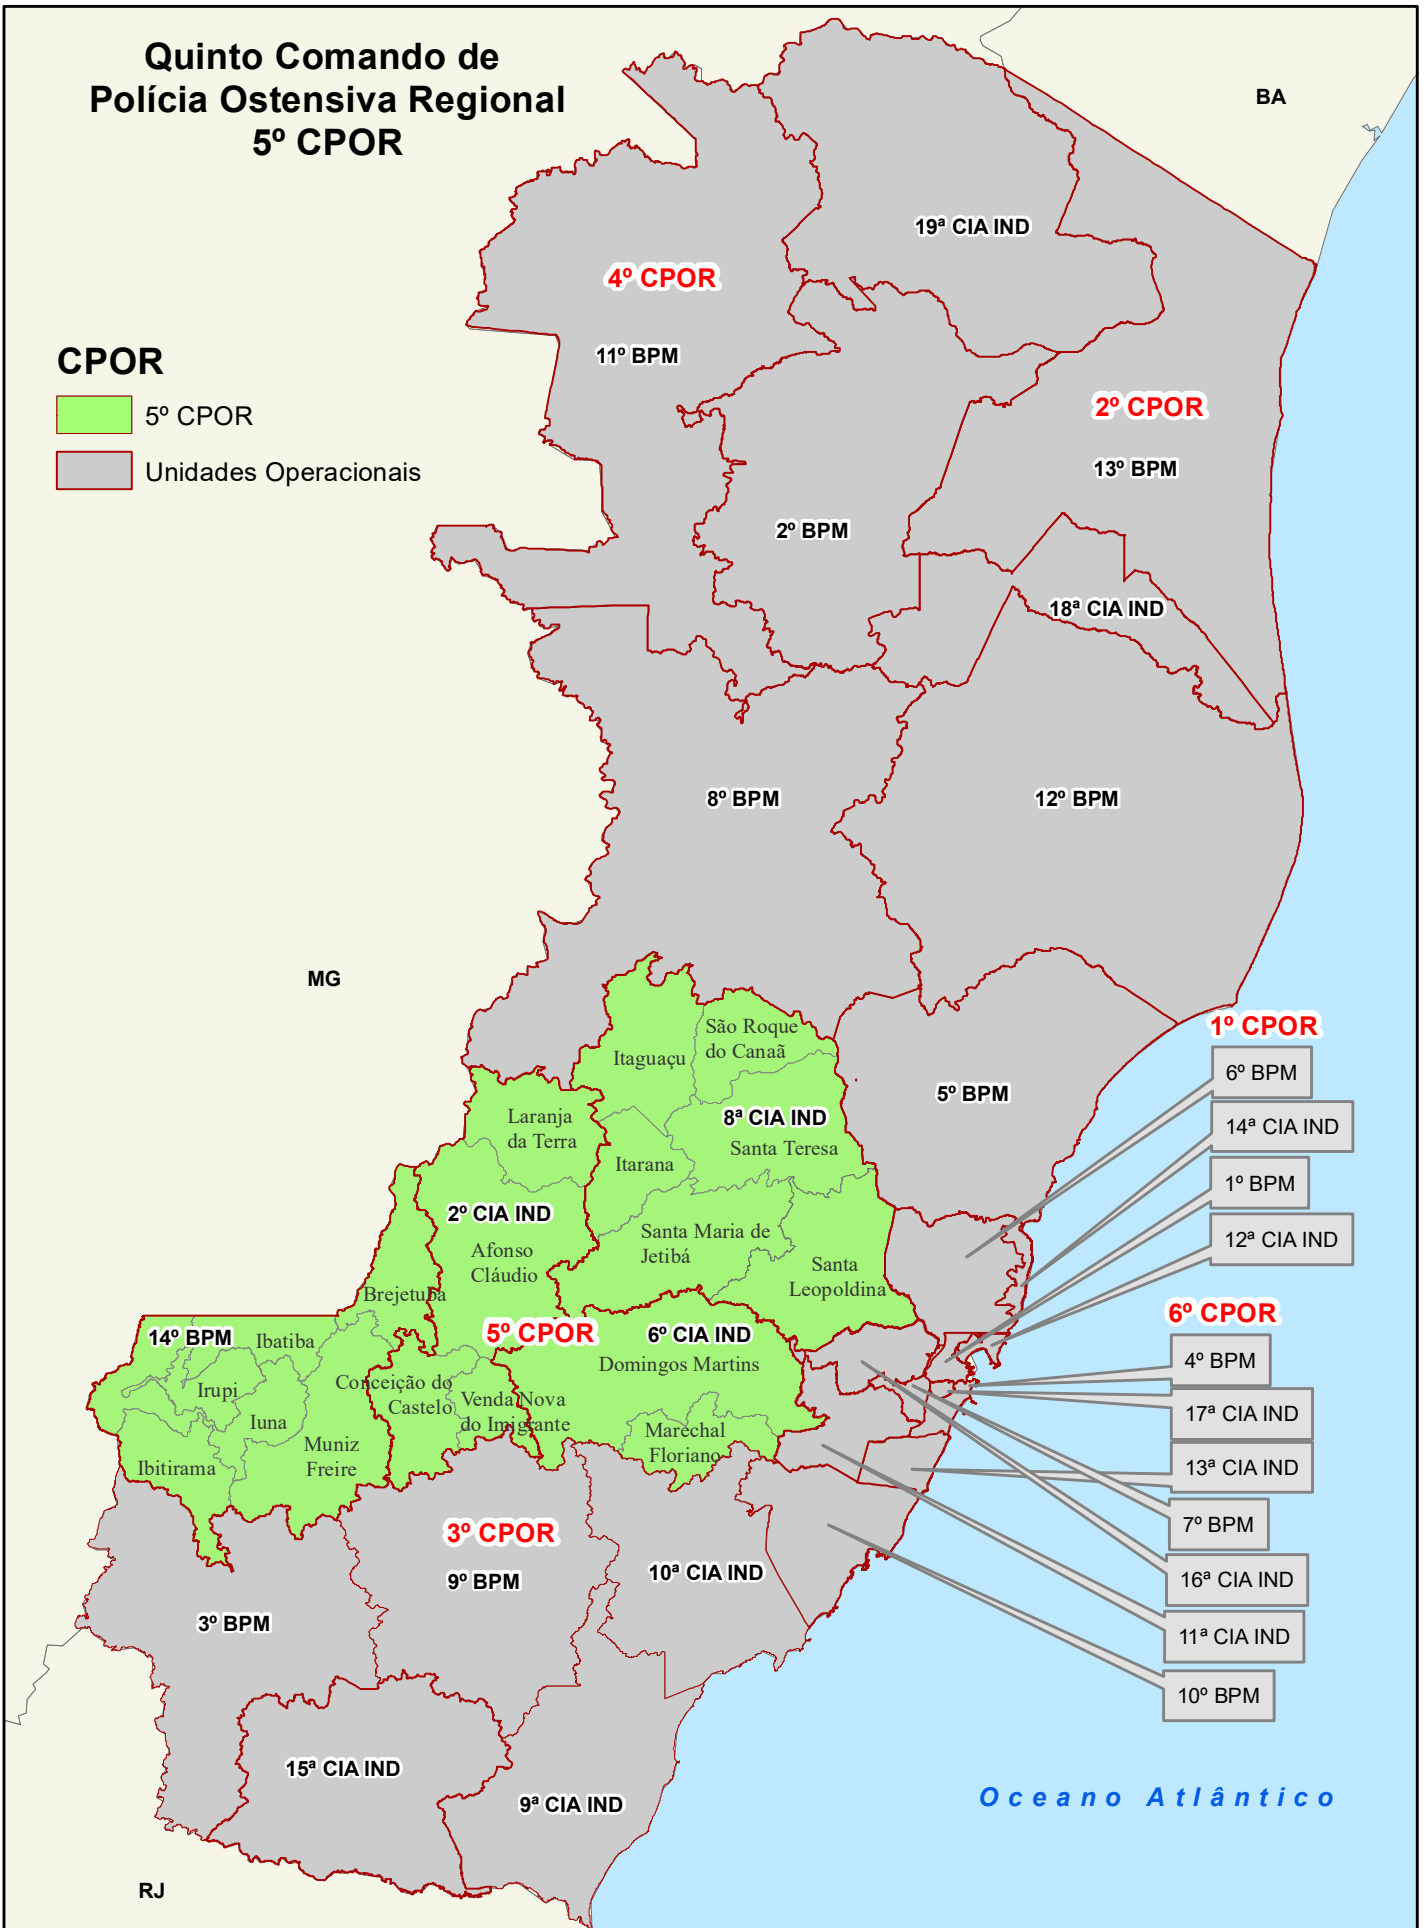 Quinto Comando de
Polícia Ostensiva Regional
5º CPOR
BA
19ª CIA IND
4º CPOR
11º BPM
CPOR
5º CPOR
Unidades Operacionais
2º CPOR
13º BPM
2º BPM
18ª CIA IND
8º BPM
12º BPM
MG
São Roque
do Canaã
Itaguaçu
1º CPOR
6º BPM
5º BPM
Laranja
da Terra
8ª CIA IND
Santa Teresa
14ª CIA IND
Itarana
1º BPM
2º CIA IND
Santa Maria de
Jetibá
12ª CIA IND
Afonso
Cláudio
Santa
Leopoldina
Brejetuba
6º CPOR
14º BPM
Ibatiba
5º CPOR
6º CIA IND
Domingos Martins
4º BPM
Irupi
Conceição do
Castelo
Venda Nova
do Imigrante
17ª CIA IND
Iuna
Marechal
Floriano
Muniz
Freire
Ibitirama
13ª CIA IND
3º CPOR
7º BPM
9º BPM
10ª CIA IND
16ª CIA IND
3º BPM
11ª CIA IND
10º BPM
15ª CIA IND
9ª CIA IND
Oceano Atlântico
RJ